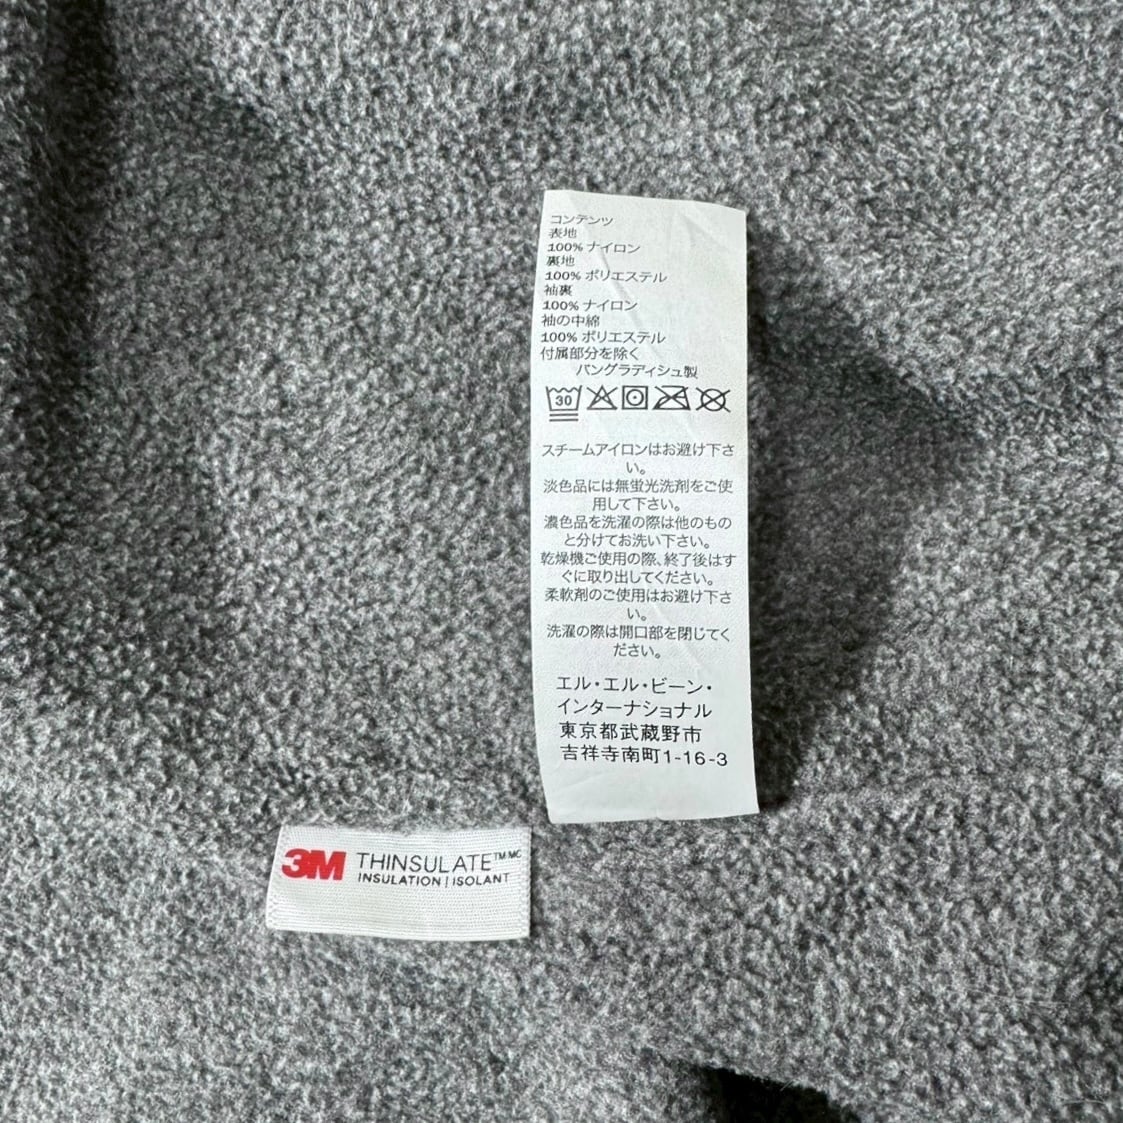 コンテンツ
表地
100% ナイロン
裏地
100% ポリエステル
袖裏
100% ナイロン
袖の中綿
100% ポリエステル
付属部分を除く
バングラディシュ製
30
スチームアイロンはお避け下さ
い。
淡色品には無蛍光洗剤をご使
用して下さい。
濃色品を洗濯の際は他のもの
と分けてお洗い下さい。
乾燥機ご使用の際、終了後はす
ぐに取り出してください。
柔軟剤のご使用はお避け下さ
い。
洗濯の際は開口部を閉じてく
ださい。
エル・エル・ビーン・
インターナショナル
東京都武蔵野市
吉祥寺南町1-16-3
3M THINSULATE™ MC
INSULATION | ISOLANT